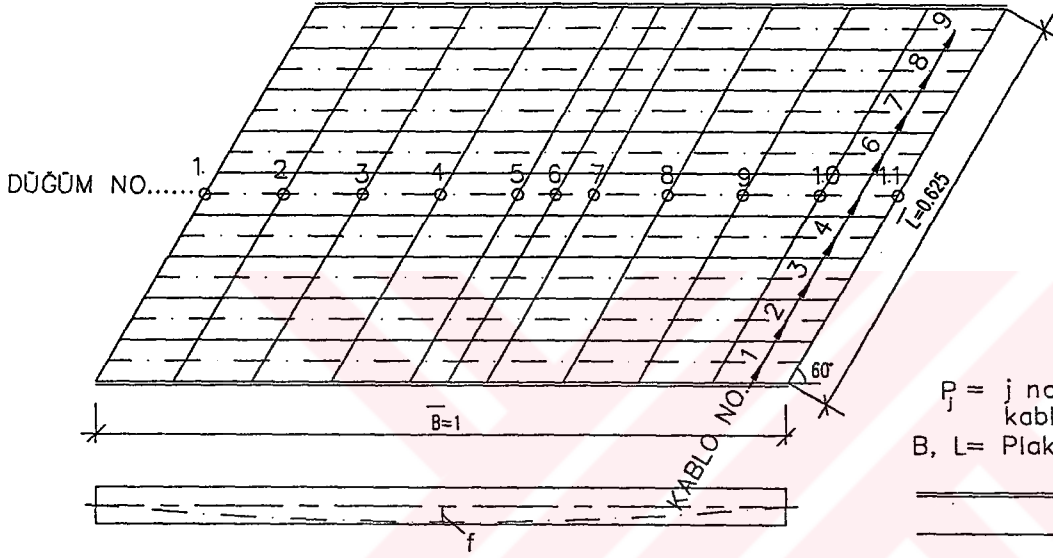 DÜĞÜM NO......
1. 2 3 4 5 6 7 8 9 10 11
KABLO NO. 1 2 3 4 6 7 8 9
L̅=0.625
60°
B̅=1
f
Pj = j no
kabl
B, L= Plak